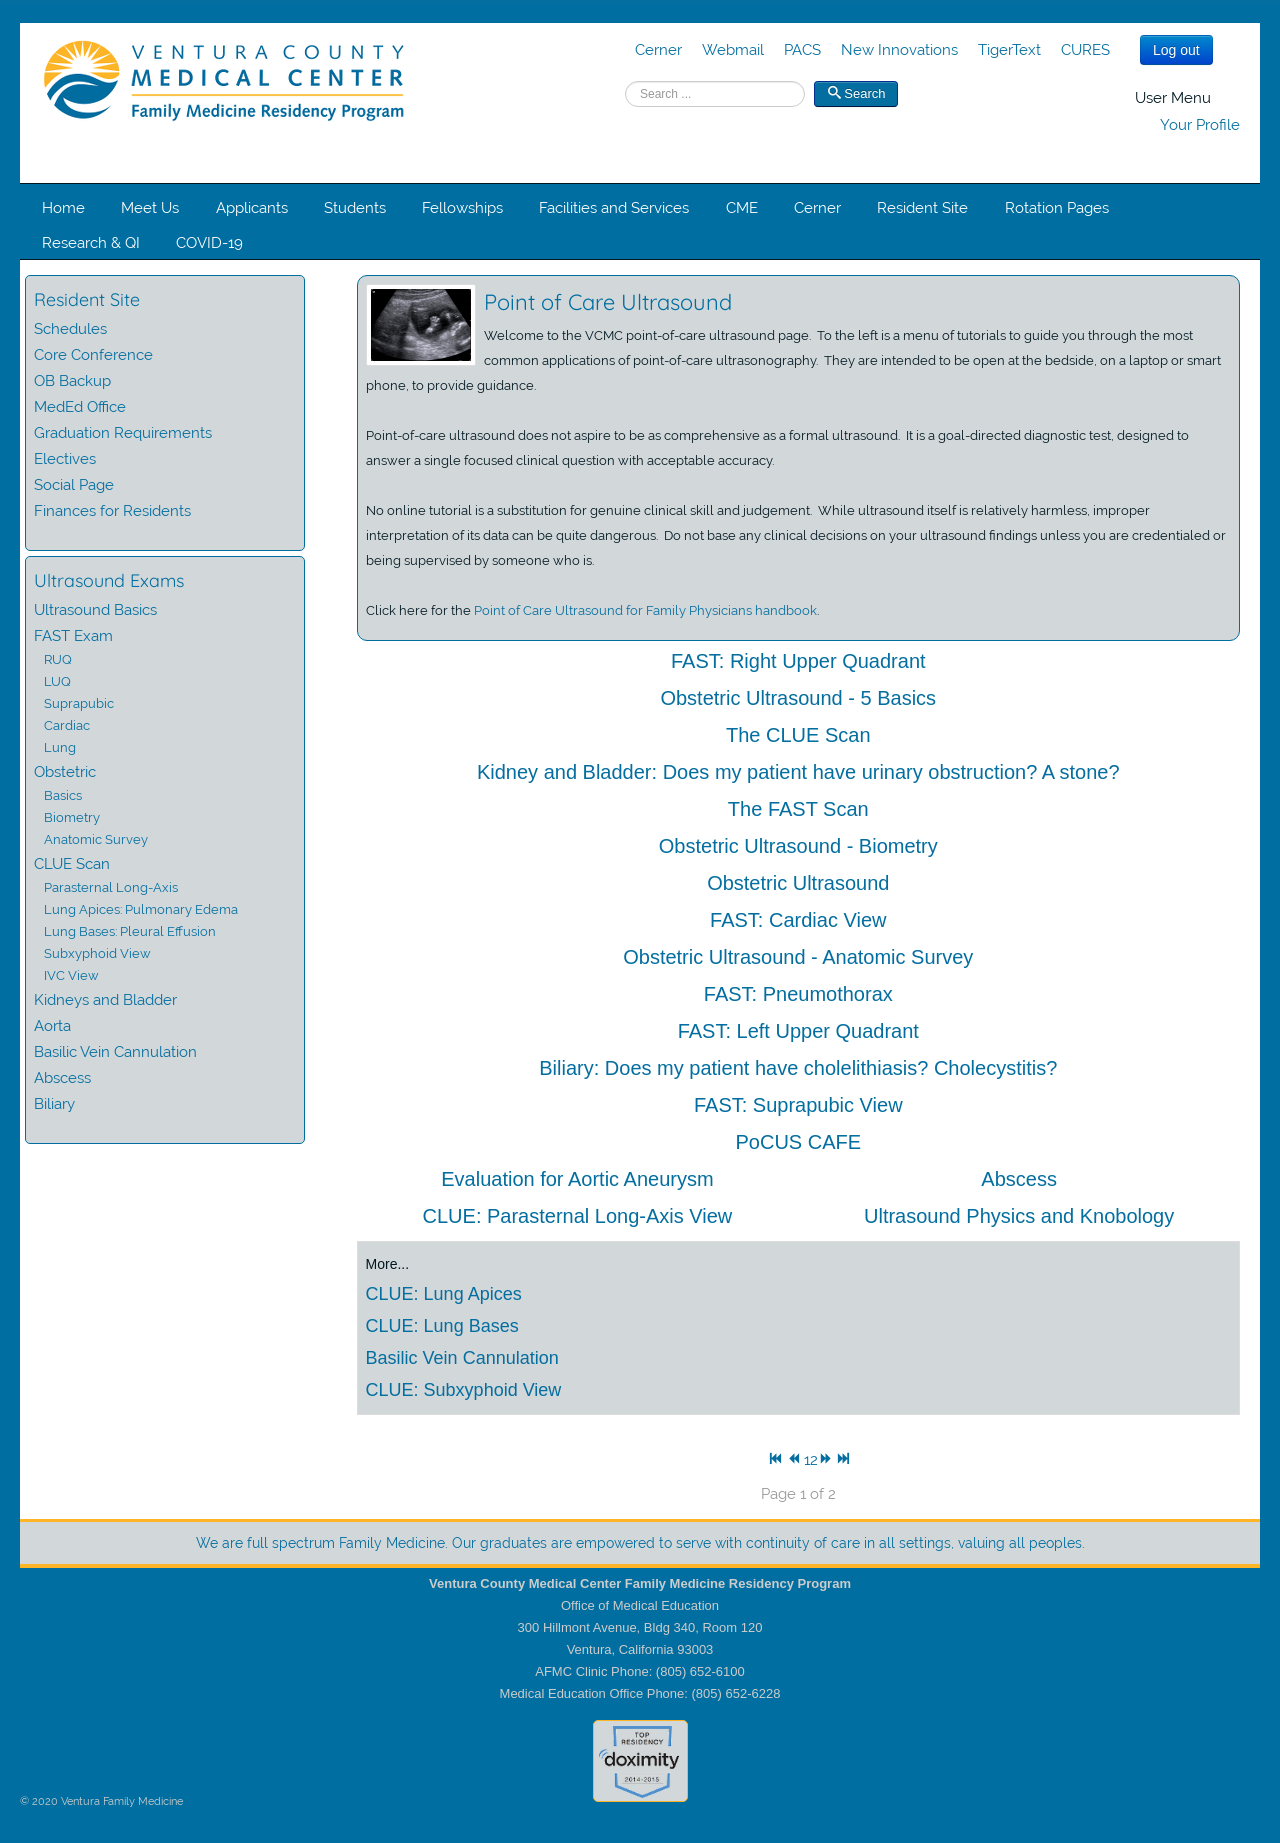 VENTURA COUNTY
MEDICAL CENTER
Family Medicine Residency Program
Cerner Webmail PACS New Innovations TigerText CURES Log out
Search ... Search
User Menu
Your Profile
Home Meet Us Applicants Students Fellowships Facilities and Services CME Cerner Resident Site Rotation Pages
Research & QI COVID-19
Resident Site
Schedules
Core Conference
OB Backup
MedEd Office
Graduation Requirements
Electives
Social Page
Finances for Residents
Ultrasound Exams
Ultrasound Basics
FAST Exam
RUQ
LUQ
Suprapubic
Cardiac
Lung
Obstetric
Basics
Biometry
Anatomic Survey
CLUE Scan
Parasternal Long-Axis
Lung Apices: Pulmonary Edema
Lung Bases: Pleural Effusion
Subxyphoid View
IVC View
Kidneys and Bladder
Aorta
Basilic Vein Cannulation
Abscess
Biliary
Point of Care Ultrasound
Welcome to the VCMC point-of-care ultrasound page. To the left is a menu of tutorials to guide you through the most
common applications of point-of-care ultrasonography. They are intended to be open at the bedside, on a laptop or smart
phone, to provide guidance.
Point-of-care ultrasound does not aspire to be as comprehensive as a formal ultrasound. It is a goal-directed diagnostic test, designed to
answer a single focused clinical question with acceptable accuracy.
No online tutorial is a substitution for genuine clinical skill and judgement. While ultrasound itself is relatively harmless, improper
interpretation of its data can be quite dangerous. Do not base any clinical decisions on your ultrasound findings unless you are credentialed or
being supervised by someone who is.
Click here for the Point of Care Ultrasound for Family Physicians handbook.
FAST: Right Upper Quadrant
Obstetric Ultrasound - 5 Basics
The CLUE Scan
Kidney and Bladder: Does my patient have urinary obstruction? A stone?
The FAST Scan
Obstetric Ultrasound - Biometry
Obstetric Ultrasound
FAST: Cardiac View
Obstetric Ultrasound - Anatomic Survey
FAST: Pneumothorax
FAST: Left Upper Quadrant
Biliary: Does my patient have cholelithiasis? Cholecystitis?
FAST: Suprapubic View
PoCUS CAFE
Evaluation for Aortic Aneurysm Abscess
CLUE: Parasternal Long-Axis View Ultrasound Physics and Knobology
More...
CLUE: Lung Apices
CLUE: Lung Bases
Basilic Vein Cannulation
CLUE: Subxyphoid View
12
Page 1 of 2
We are full spectrum Family Medicine. Our graduates are empowered to serve with continuity of care in all settings, valuing all peoples.
Ventura County Medical Center Family Medicine Residency Program
Office of Medical Education
300 Hillmont Avenue, Bldg 340, Room 120
Ventura, California 93003
AFMC Clinic Phone: (805) 652-6100
Medical Education Office Phone: (805) 652-6228
TOP
RESIDENCY
doximity
2014-2015
© 2020 Ventura Family Medicine